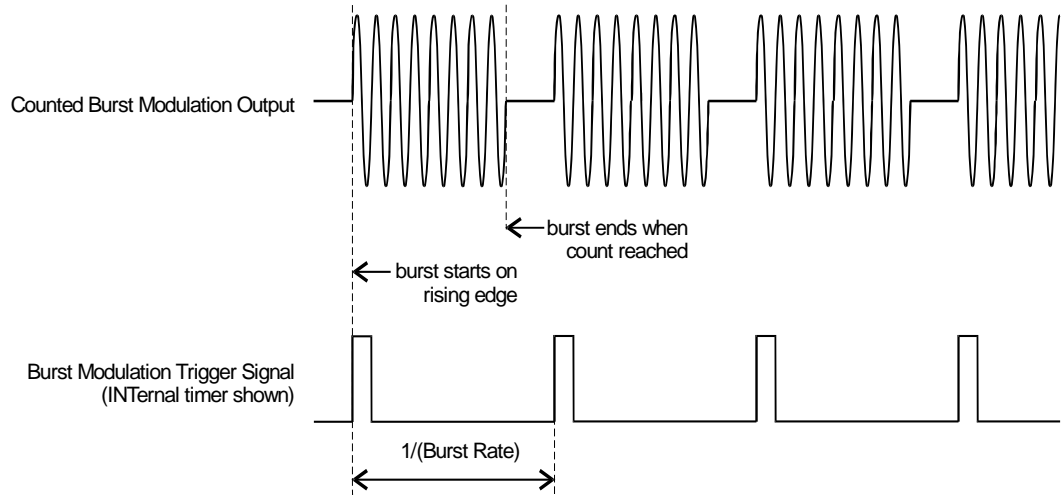 Counted Burst Modulation Output
burst ends when
count reached
burst starts on
rising edge
Burst Modulation Trigger Signal
(INTernal timer shown)
1/(Burst Rate)